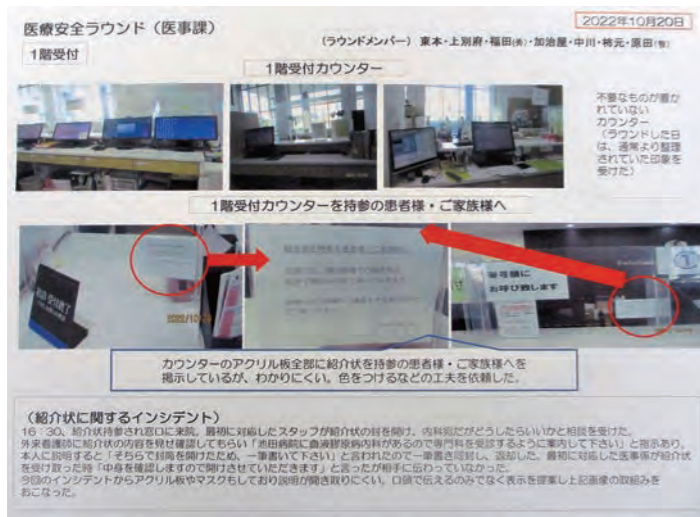 2022年10月20日
医療安全ラウンド（医事課）
（ラウンドメンバー） 東本・上別府・福田(秀)・加治屋・中川・柿元・原田(智)
1階受付
1階受付カウンター
不要なものが置か
れていない
カウンター
（ラウンドした日
は、通常より整理
されていた印象を
受けた）
1階受付カウンターを持参の患者様・ご家族様へ
番号順に
お呼び致します
カウンターのアクリル板全部に紹介状を持参の患者様・ご家族様へを
掲示しているが、わかりにくい。色をつけるなどの工夫を依頼した。
（紹介状に関するインシデント）
16：30、紹介状持参され窓口に来院。最初に対応したスタッフが紹介状の封を開け、内科宛だがどうしたらいいかと相談を受けた。
外来看護師に紹介状の内容を見せ確認してもらい「池田病院に血液膠原病内科があるので専門科を受診するように案内して下さい」と指示あり。
本人に説明すると「そちらで封筒を開けたため、一筆書いて下さい」と言われたので一筆書き同封し、返却した。最初に対応した医事係が紹介状
を受け取った時「中身を確認しますので開けさせていただきます」と言ったが相手に伝わっていなかった。
今回のインシデントからアクリル板やマスクもしており説明が聞き取りにくい。口頭で伝えるのみでなく表示を提案し上記画像の取組みを
おこなった。